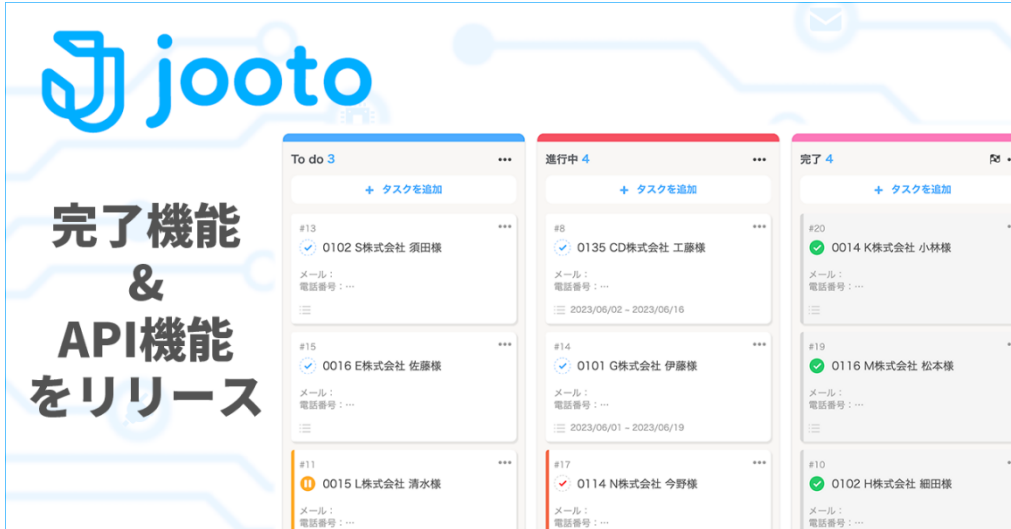 jooto
完了機能
&
API機能
をリリース
To do 3
+ タスクを追加
#13
0102 S株式会社 須田様
メール：
電話番号：…
#15
0016 E株式会社 佐藤様
メール：
電話番号：…
#11
0015 L株式会社 清水様
メール：
電話番号：…
進行中 4
+ タスクを追加
#8
0135 CD株式会社 工藤様
メール：
電話番号：…
2023/06/02 - 2023/06/16
#14
0101 G株式会社 伊藤様
メール：
電話番号：…
2023/06/01 - 2023/06/19
#17
0114 N株式会社 今野様
メール：
電話番号：…
完了 4
+ タスクを追加
#20
0014 K株式会社 小林様
メール：
電話番号：…
#19
0116 M株式会社 松本様
メール：
電話番号：…
#10
0102 H株式会社 細田様
メール：
電話番号：…